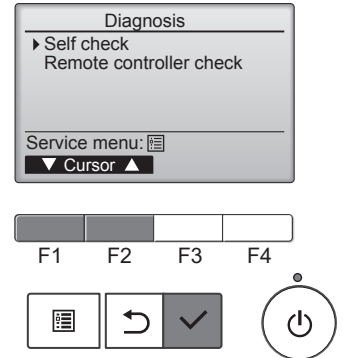 Diagnosis
Self check
Remote controller check
Service menu:
▼ Cursor ▲
F1 F2 F3 F4